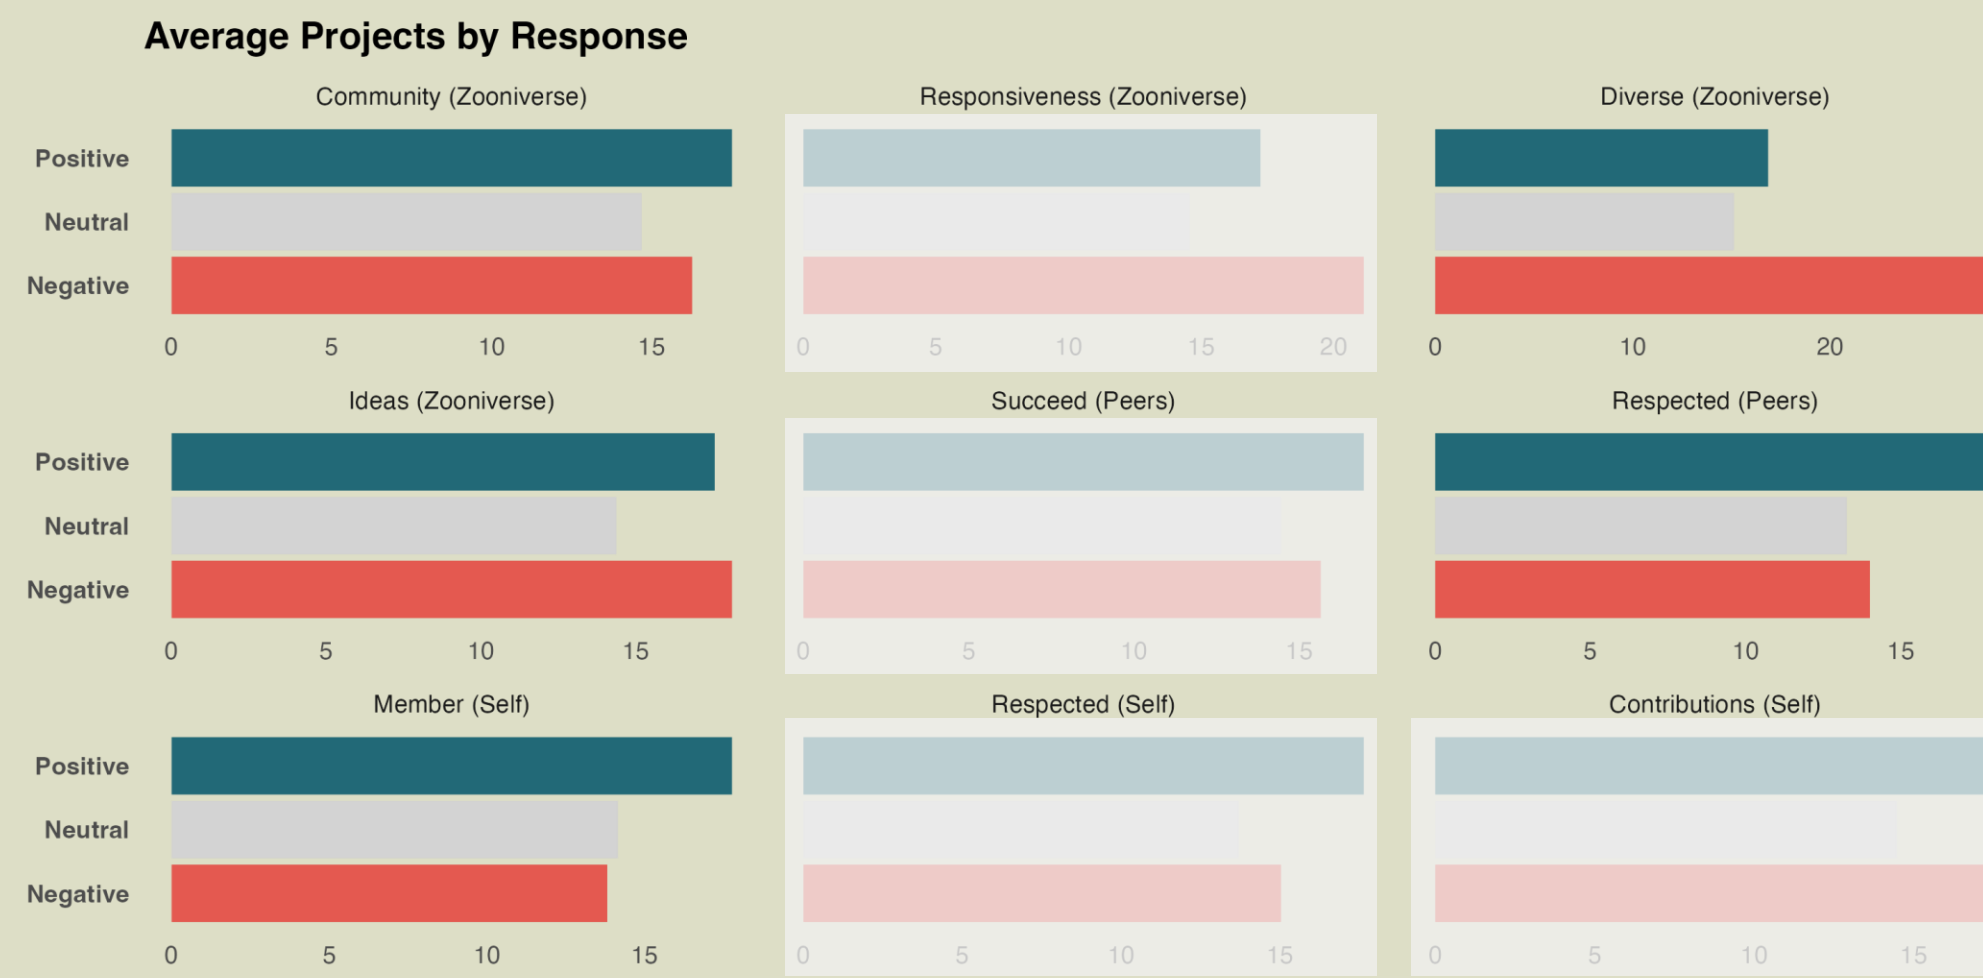 Average Projects by Response
Community (Zooniverse)
Positive
Neutral
Negative
0 5 10 15
Responsiveness (Zooniverse)
0 5 10 15 20
Diverse (Zooniverse)
0 10 20
Ideas (Zooniverse)
Positive
Neutral
Negative
0 5 10 15
Succeed (Peers)
0 5 10 15
Respected (Peers)
0 5 10 15
Member (Self)
Positive
Neutral
Negative
0 5 10 15
Respected (Self)
0 5 10 15
Contributions (Self)
0 5 10 15